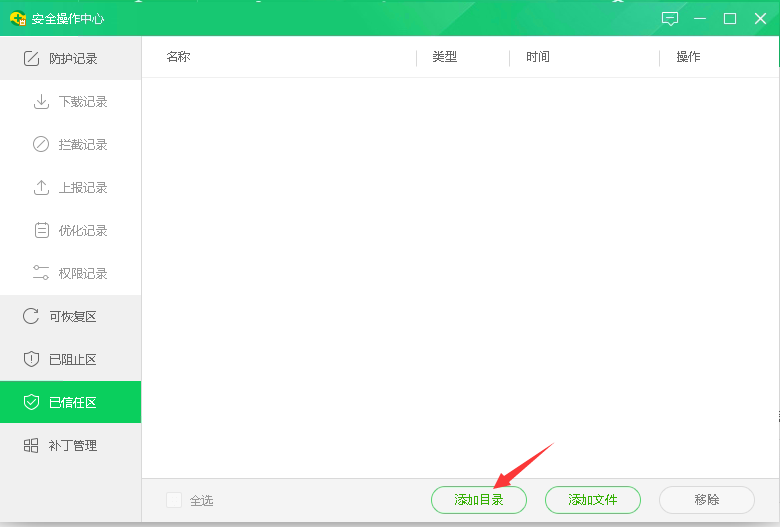 安全操作中心
防护记录
下载记录
拦截记录
上报记录
优化记录
权限记录
可恢复区
已阻止区
已信任区
补丁管理
名称 类型 时间 操作
全选 添加目录 添加文件 移除